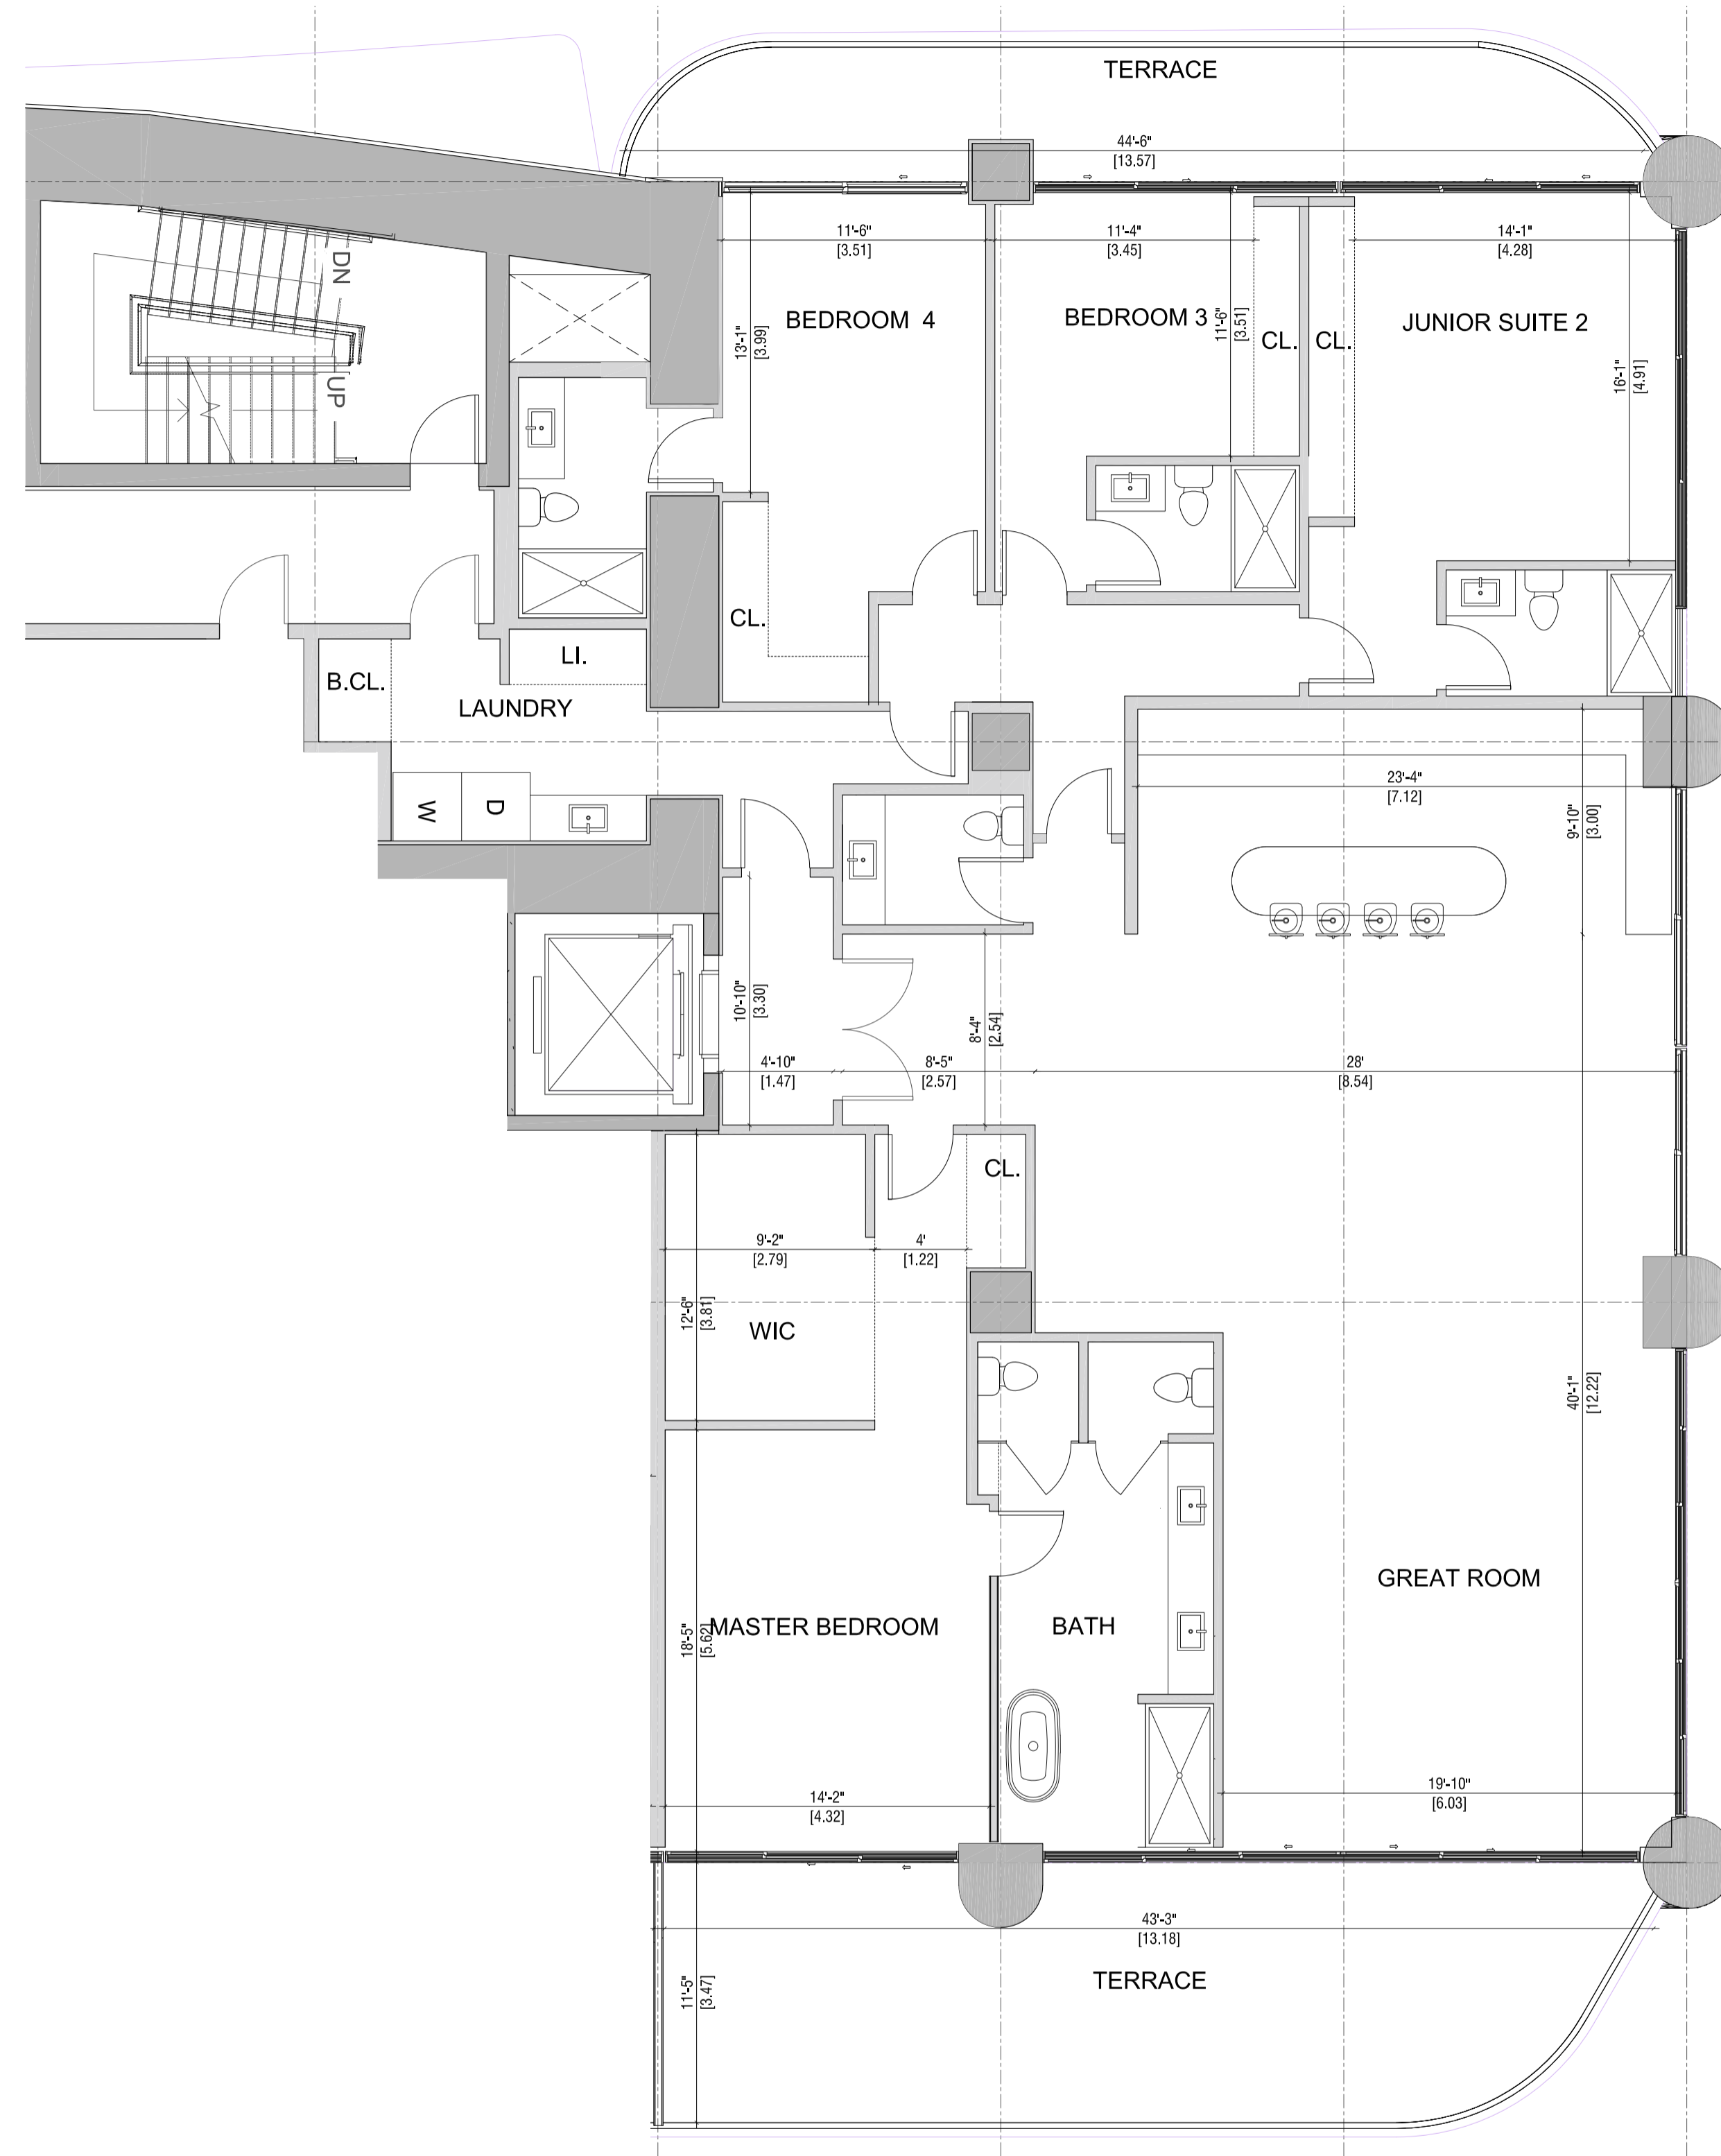 TERRACE
44'-6"
[13.57]
11'-6"
[3.51]
11'-4"
[3.45]
14'-1"
[4.28]
DN
UP
BEDROOM 4
13'-1"
[3.99]
BEDROOM 3
11'-6"
[3.51]
CL.
CL.
JUNIOR SUITE 2
16'-1"
[4.91]
CL.
LI.
B.CL.
LAUNDRY
W
D
23'-4"
[7.12]
9'-10"
[3.00]
10'-10"
[3.30]
8'-4"
[2.54]
4'-10"
[1.47]
8'-5"
[2.57]
28'
[8.54]
CL.
9'-2"
[2.79]
4'
[1.22]
12'-6"
[3.81]
WIC
40'-1"
[12.22]
GREAT ROOM
18'-5"
[5.62]
MASTER BEDROOM
BATH
14'-2"
[4.32]
19'-10"
[6.03]
43'-3"
[13.18]
11'-5"
[3.47]
TERRACE